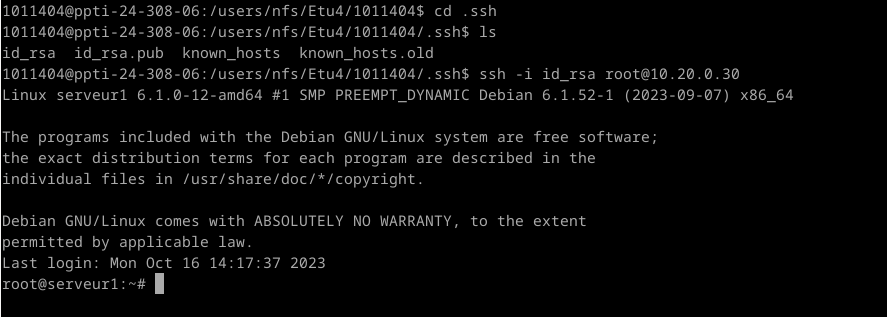 1011404@ppti-24-308-06:/users/nfs/Etu4/1011404$ cd .ssh
1011404@ppti-24-308-06:/users/nfs/Etu4/1011404/.ssh$ ls
id_rsa  id_rsa.pub  known_hosts  known_hosts.old
1011404@ppti-24-308-06:/users/nfs/Etu4/1011404/.ssh$ ssh -i id_rsa root@10.20.0.30
Linux serveur1 6.1.0-12-amd64 #1 SMP PREEMPT_DYNAMIC Debian 6.1.52-1 (2023-09-07) x86_64

The programs included with the Debian GNU/Linux system are free software;
the exact distribution terms for each program are described in the
individual files in /usr/share/doc/*/copyright.

Debian GNU/Linux comes with ABSOLUTELY NO WARRANTY, to the extent
permitted by applicable law.
Last login: Mon Oct 16 14:17:37 2023
root@serveur1:~#